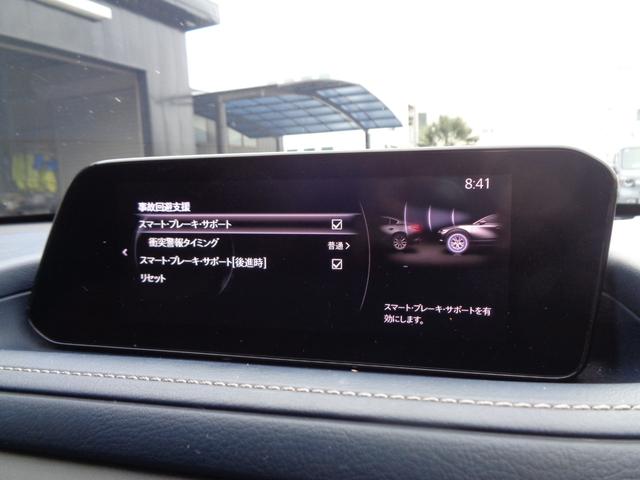 8:41
事故回避支援
スマート・ブレーキ・サポート
衝突警報タイミング 普通
スマート・ブレーキ・サポート[後進時]
リセット
スマート・ブレーキ・サポートを有
効にします。